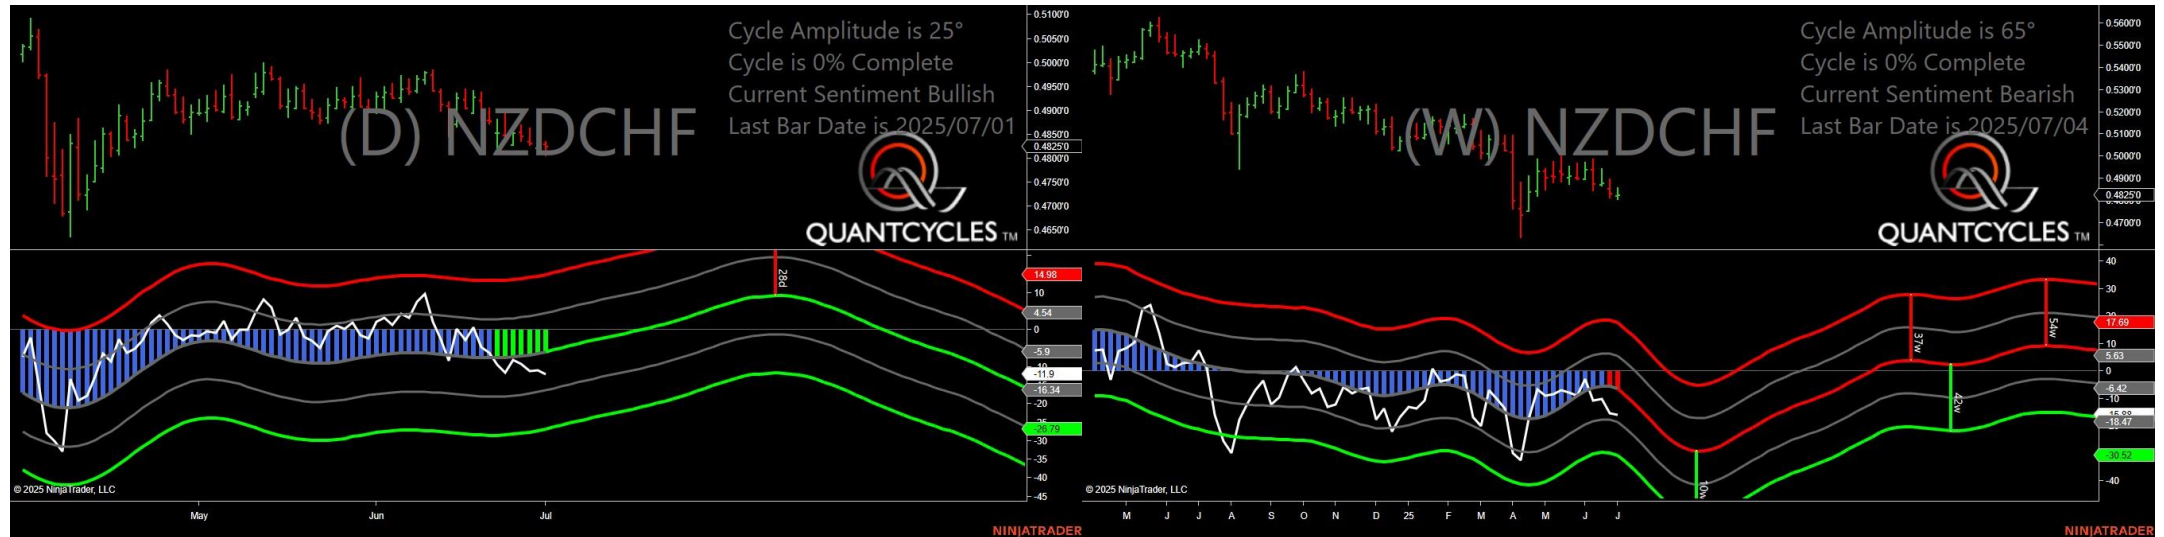 Cycle Amplitude is 25°
Cycle is 0% Complete
Current Sentiment Bullish
Last Bar Date is 2025/07/01
(D) NZDCHF
QUANTCYCLES TM
0.5100'0
0.5050'0
0.5000'0
0.4950'0
0.4900'0
0.4850'0
0.4825'0
0.4800'0
0.4750'0
0.4700'0
0.4650'0
28d
14.98
10
4.54
0
-5.9
-11.9
-16.34
-20
-26.79
-30
-35
-40
-45
© 2025 NinjaTrader, LLC
May
Jun
Jul
NINJATRADER
Cycle Amplitude is 65°
Cycle is 0% Complete
Current Sentiment Bearish
Last Bar Date is 2025/07/04
(W) NZDCHF
QUANTCYCLES TM
0.5600'0
0.5500'0
0.5400'0
0.5300'0
0.5200'0
0.5100'0
0.5000'0
0.4900'0
0.4825'0
0.4700'0
37w
54w
42w
10w
40
30
17.69
10
5.63
0
-6.42
-10
-15.88
-18.47
-30.52
-40
© 2025 NinjaTrader, LLC
M
J
J
A
S
O
N
D
25
F
M
A
M
J
J
NINJATRADER